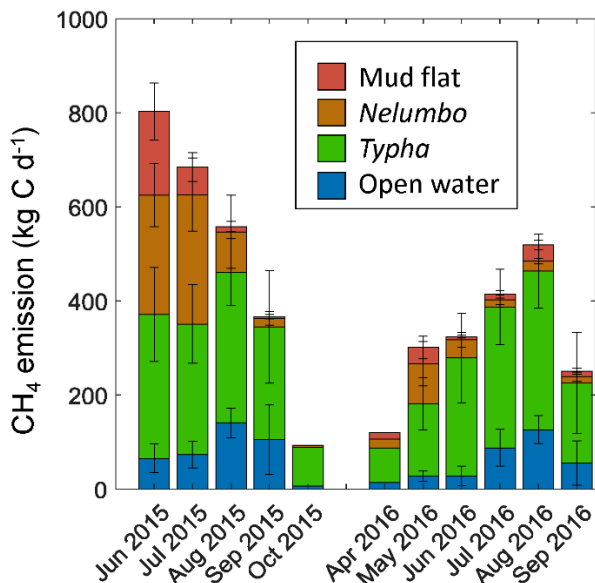 1000
800
600
400
200
0
CH₄ emission (kg C d⁻¹)
Mud flat
Nelumbo
Typha
Open water
Jun 2015
Jul 2015
Aug 2015
Sep 2015
Oct 2015
Apr 2016
May 2016
Jun 2016
Jul 2016
Aug 2016
Sep 2016